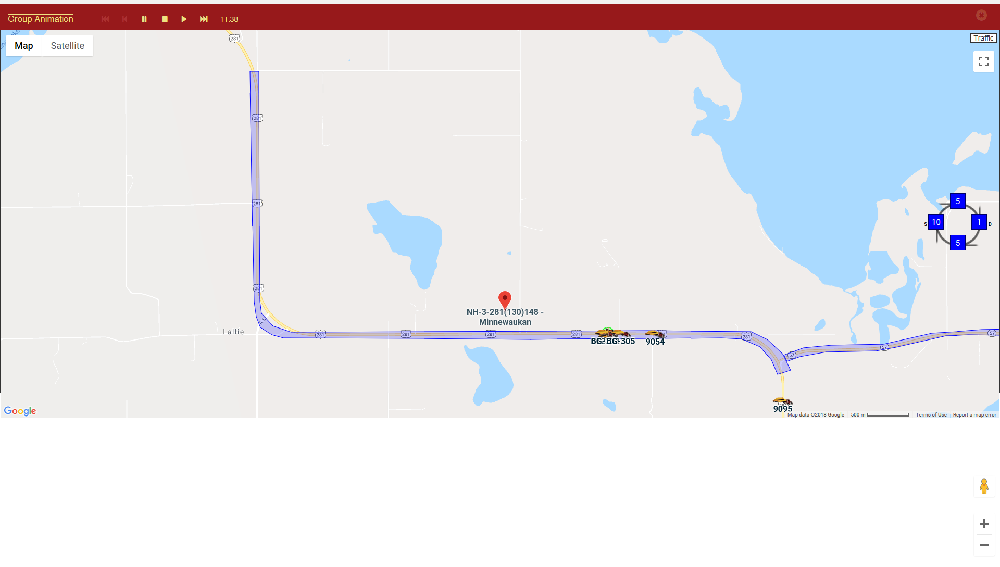 Group Animation
11:38
281
Map
Satellite
Traffic
281
281
5
S 10
1 D
5
281
NH-3-281(130)148 -
Minnewaukan
Lallie
281
281
281
281
281
57
57
57
BG-305
9054
9095
Google
Map data ©2018 Google
500 m
Terms of Use
Report a map error